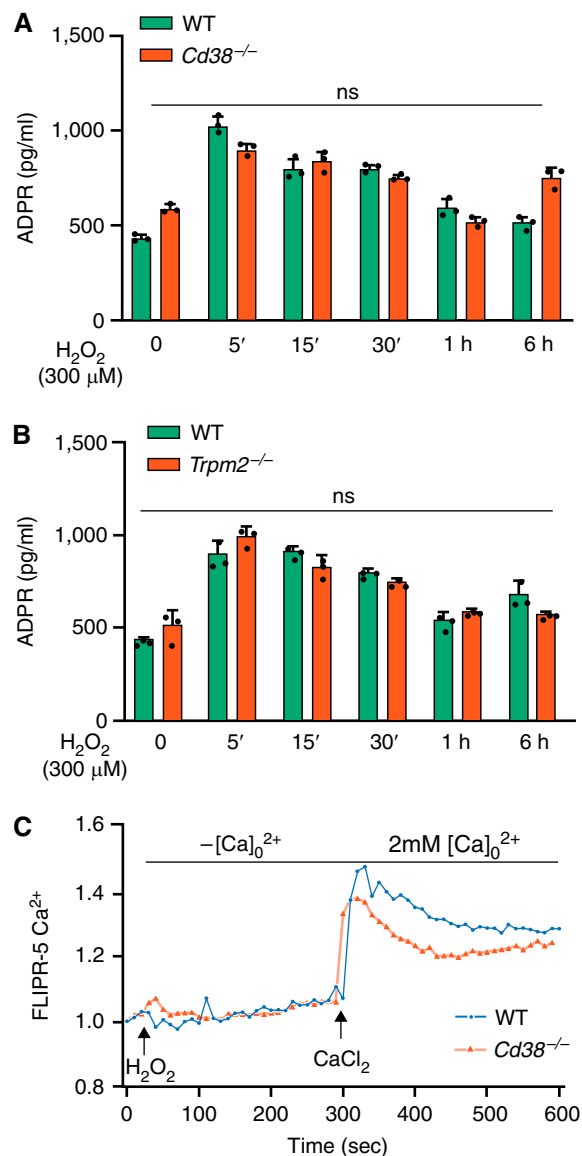 A
1,500
1,000
500
0
ADPR (pg/ml)
WT
Cd38–/–
ns
H2O2
(300 μM)
0 5′ 15′ 30′ 1 h 6 h
B
1,500
1,000
500
0
ADPR (pg/ml)
WT
Trpm2–/–
ns
H2O2
(300 μM)
0 5′ 15′ 30′ 1 h 6 h
C
1.6
1.4
1.2
1.0
0.8
FLIPR-5 Ca2+
–[Ca]02+ 2mM [Ca]02+
H2O2
CaCl2
WT
Cd38–/–
0 100 200 300 400 500 600
Time (sec)